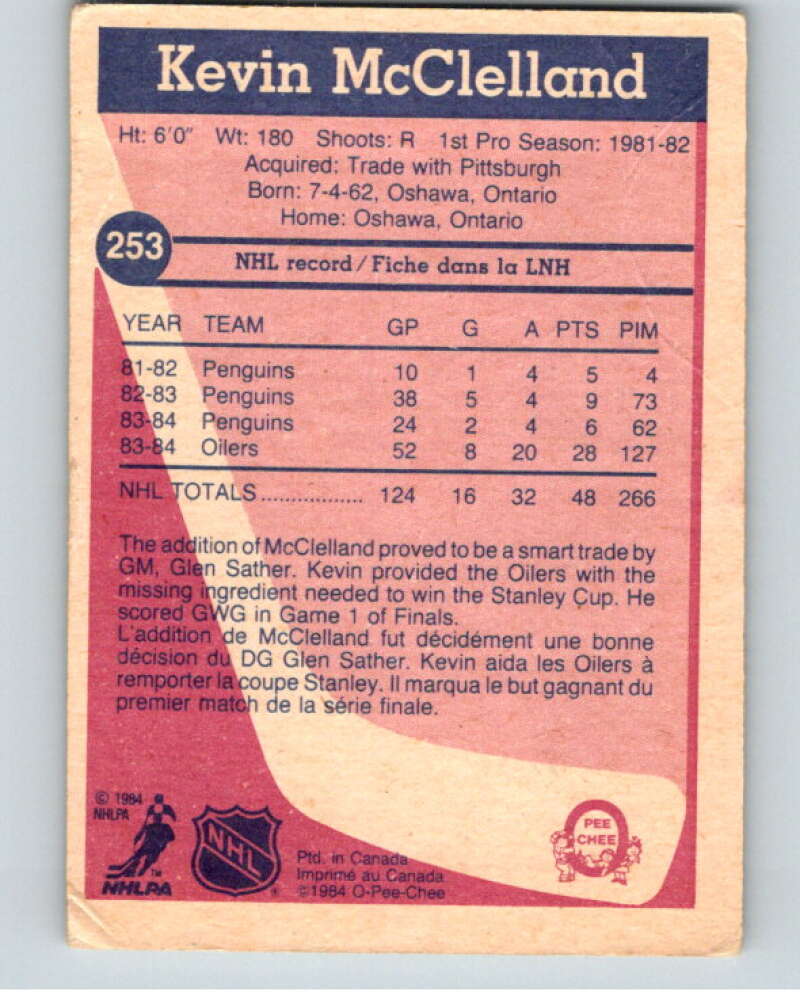 Kevin McClelland
Ht: 6'0" Wt: 180 Shoots: R 1st Pro Season: 1981-82
Acquired: Trade with Pittsburgh
Born: 7-4-62, Oshawa, Ontario
Home: Oshawa, Ontario
253
NHL record/Fiche dans la LNH
YEAR TEAM GP G A PTS PIM
81-82 Penguins 10 1 4 5 4
82-83 Penguins 38 5 4 9 73
83-84 Penguins 24 2 4 6 62
83-84 Oilers 52 8 20 28 127
NHL TOTALS................. 124 16 32 48 266
The addition of McClelland proved to be a smart trade by
GM, Glen Sather. Kevin provided the Oilers with the
missing ingredient needed to win the Stanley Cup. He
scored GWG in Game 1 of Finals.
L'addition de McClelland fut décidément une bonne
décision du DG Glen Sather. Kevin aida les Oilers à
remporter la coupe Stanley. Il marqua le but gagnant du
premier match de la série finale.
© 1984
NHLPA
TM
NHLPA
NHL
®
Ptd. in Canada
Imprimé au Canada
©1984 O-Pee-Chee
PEE
CHEE